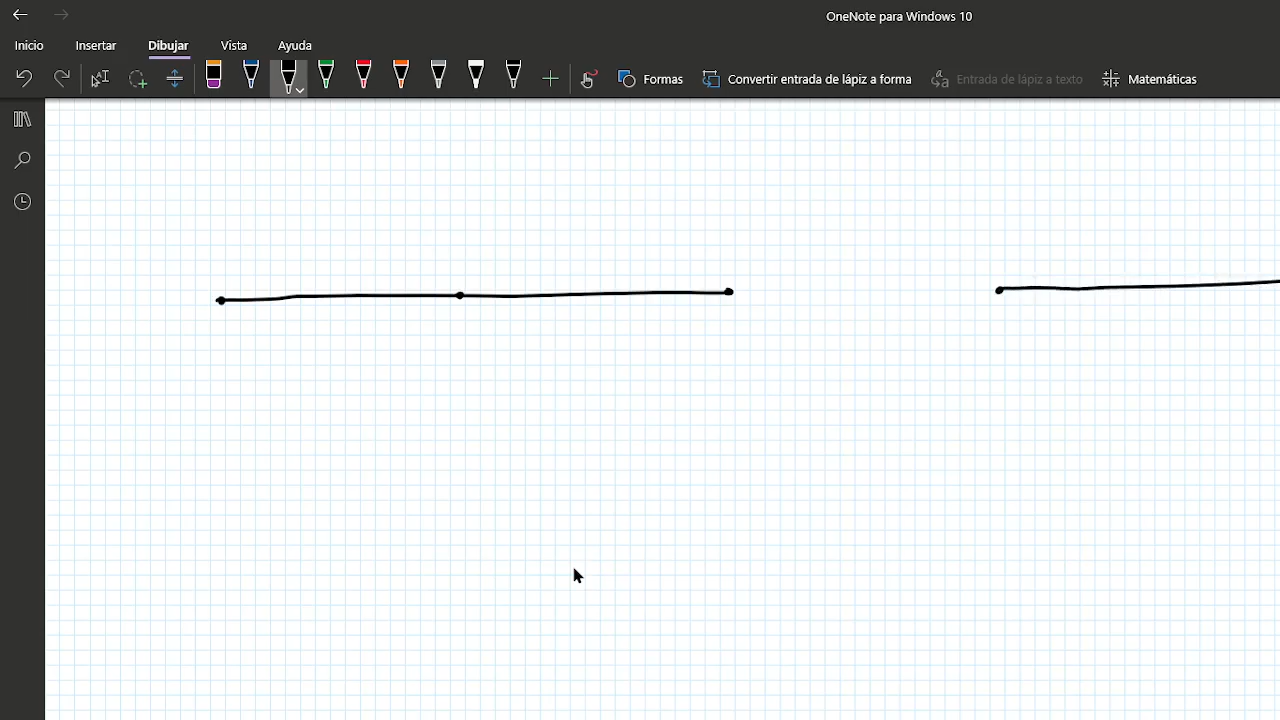 OneNote para Windows 10
Inicio Insertar Dibujar Vista Ayuda
Formas Convertir entrada de lápiz a forma Entrada de lápiz a texto Matemáticas